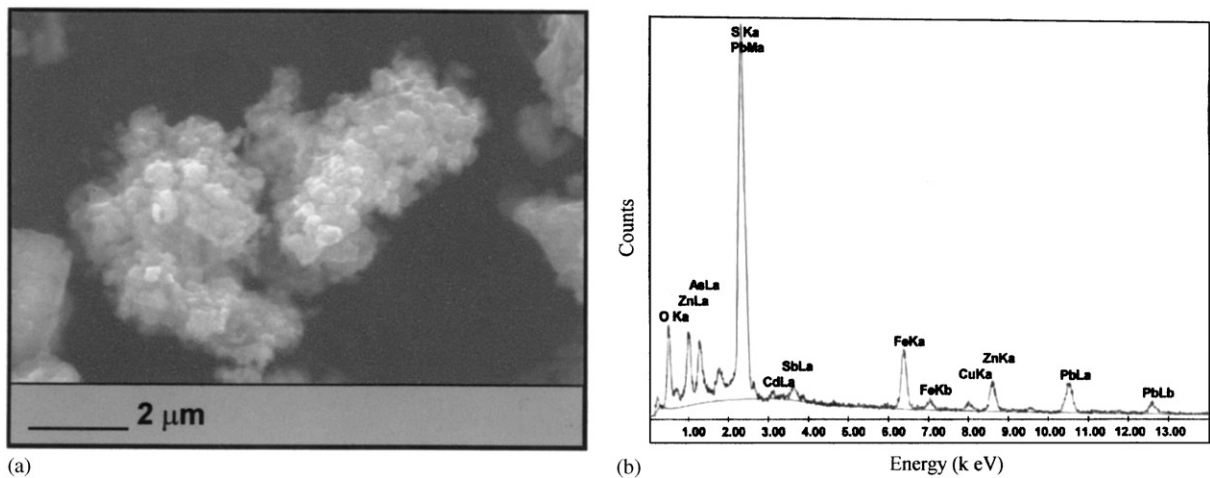 2 μm
(a)
S Ka
PbMa
AsLa
ZnLa
O Ka
CdLa
SbLa
FeKa
FeKb
CuKa
ZnKa
PbLa
PbLb
Counts
1.00 2.00 3.00 4.00 5.00 6.00 7.00 8.00 9.00 10.00 11.00 12.00 13.00
Energy (k eV)
(b)